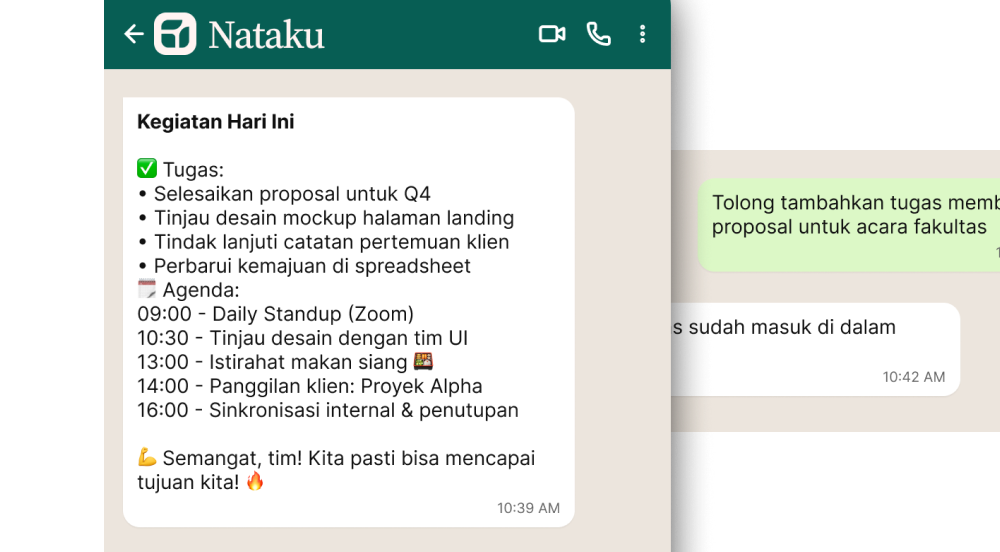 Nataku
Kegiatan Hari Ini
✅ Tugas:
• Selesaikan proposal untuk Q4
• Tinjau desain mockup halaman landing
• Tindak lanjuti catatan pertemuan klien
• Perbarui kemajuan di spreadsheet
🗓️ Agenda:
09:00 - Daily Standup (Zoom)
10:30 - Tinjau desain dengan tim UI
13:00 - Istirahat makan siang 🍱
14:00 - Panggilan klien: Proyek Alpha
16:00 - Sinkronisasi internal & penutupan
💪 Semangat, tim! Kita pasti bisa mencapai
tujuan kita! 🔥
10:39 AM
Tolong tambahkan tugas
proposal untuk acara fakultas
sudah masuk di dalam
10:42 AM